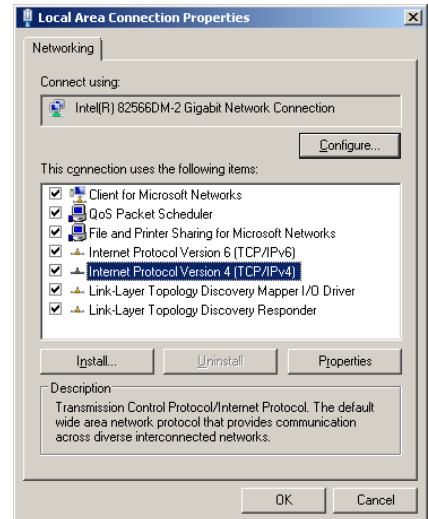 Local Area Connection Properties
Networking
Connect using:
Intel(R) 82566DM-2 Gigabit Network Connection
Configure...
This connection uses the following items:
Client for Microsoft Networks
QoS Packet Scheduler
File and Printer Sharing for Microsoft Networks
Internet Protocol Version 6 (TCP/IPv6)
Internet Protocol Version 4 (TCP/IPv4)
Link-Layer Topology Discovery Mapper I/O Driver
Link-Layer Topology Discovery Responder
Install... Uninstall Properties
Description
Transmission Control Protocol/Internet Protocol. The default
wide area network protocol that provides communication
across diverse interconnected networks.
OK Cancel